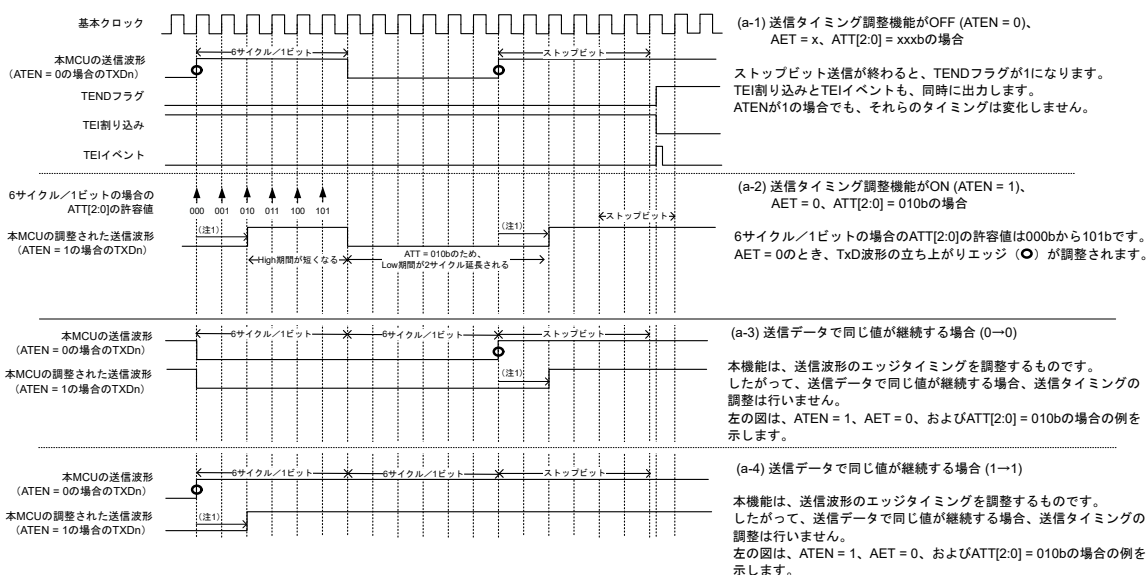 基本クロック
(a-1) 送信タイミング調整機能がOFF (ATEN = 0)、
AET = x、ATT[2:0] = xxxbの場合
本MCUの送信波形
(ATEN = 0の場合のTXDn)
6サイクル/1ビット
ストップビット
ストップビット送信が終わると、TENDフラグが1になります。
TEI割り込みとTEIイベントも、同時に出力します。
ATENが1の場合でも、それらのタイミングは変化しません。
TENDフラグ
TEI割り込み
TEIイベント
6サイクル/1ビットの場合の
ATT[2:0]の許容値
000 001 010 011 100 101
(a-2) 送信タイミング調整機能がON (ATEN = 1)、
AET = 0、ATT[2:0] = 010bの場合
ストップビット
本MCUの調整された送信波形
(ATEN = 1の場合のTXDn)
(注1)
(注1)
High期間が短くなる
ATT = 010bのため、
Low期間が2サイクル延長される
6サイクル/1ビットの場合のATT[2:0]の許容値は000bから101bです。
AET = 0のとき、TxD波形の立ち上がりエッジ(O)が調整されます。
本MCUの送信波形
(ATEN = 0の場合のTXDn)
6サイクル/1ビット
6サイクル/1ビット
ストップビット
(a-3) 送信データで同じ値が継続する場合 (0→0)
本MCUの調整された送信波形
(ATEN = 1の場合のTXDn)
(注1)
本機能は、送信波形のエッジタイミングを調整するものです。
したがって、送信データで同じ値が継続する場合、送信タイミングの
調整は行いません。
左の図は、ATEN = 1、AET = 0、およびATT[2:0] = 010bの場合の例を
示します。
本MCUの送信波形
(ATEN = 0の場合のTXDn)
6サイクル/1ビット
6サイクル/1ビット
ストップビット
(a-4) 送信データで同じ値が継続する場合 (1→1)
本MCUの調整された送信波形
(ATEN = 1の場合のTXDn)
(注1)
本機能は、送信波形のエッジタイミングを調整するものです。
したがって、送信データで同じ値が継続する場合、送信タイミングの
調整は行いません。
左の図は、ATEN = 1、AET = 0、およびATT[2:0] = 010bの場合の例を
示します。